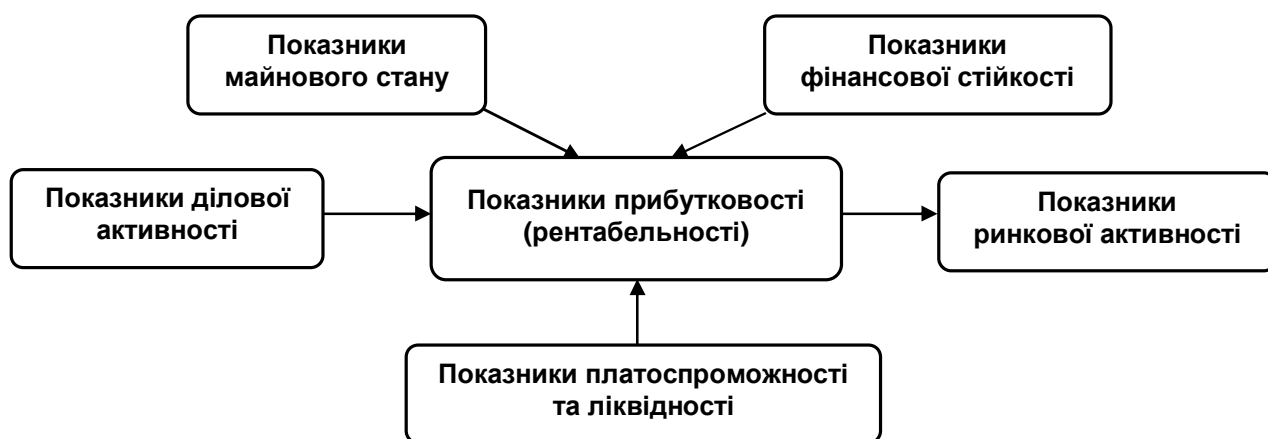 Показники
майнового стану
Показники
фінансової стійкості
Показники ділової
активності
Показники прибутковості
(рентабельності)
Показники
ринкової активності
Показники платоспроможності
та ліквідності